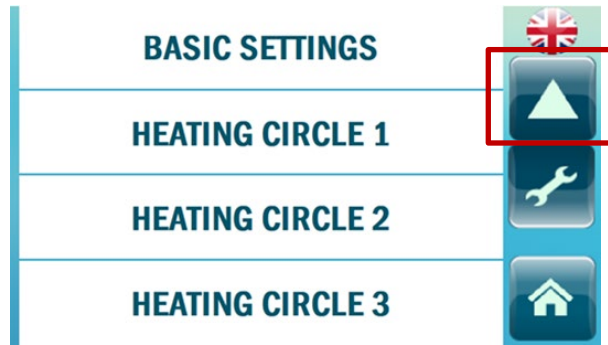 BASIC SETTINGS
HEATING CIRCLE 1
HEATING CIRCLE 2
HEATING CIRCLE 3